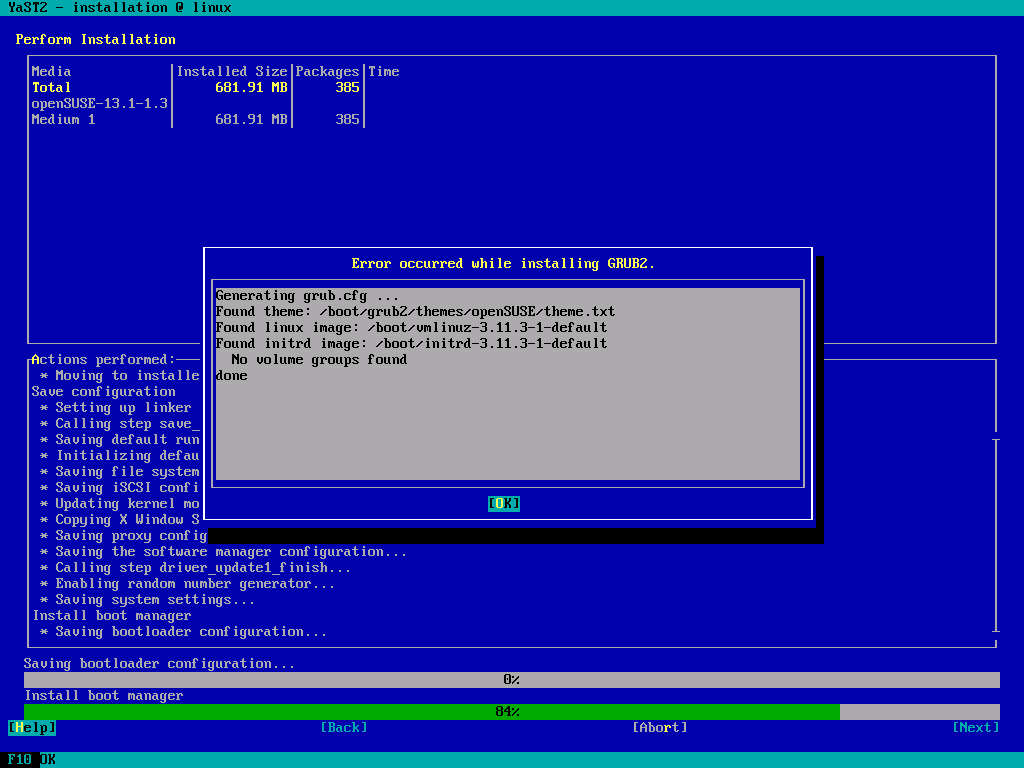 YaST2 - installation @ linux
Perform Installation
Media |Installed Size|Packages|Time
Total 681.91 MB 385
openSUSE-13.1-1.3
Medium 1 681.91 MB 385
Error occurred while installing GRUB2.
Generating grub.cfg ...
Found theme: /boot/grub2/themes/openSUSE/theme.txt
Found linux image: /boot/vmlinuz-3.11.3-1-default
Found initrd image: /boot/initrd-3.11.3-1-default
No volume groups found
done
[OK]
Actions performed:
* Moving to installe
Save configuration
* Setting up linker
* Calling step save_
* Saving default run
* Initializing defau
* Saving file system
* Saving iSCSI confi
* Updating kernel mo
* Copying X Window S
* Saving proxy config
* Saving the software manager configuration...
* Calling step driver_update1_finish...
* Enabling random number generator...
* Saving system settings...
Install boot manager
* Saving bootloader configuration...
Saving bootloader configuration...
0%
Install boot manager
84%
[Help] [Back] [Abort] [Next]
F10 OK